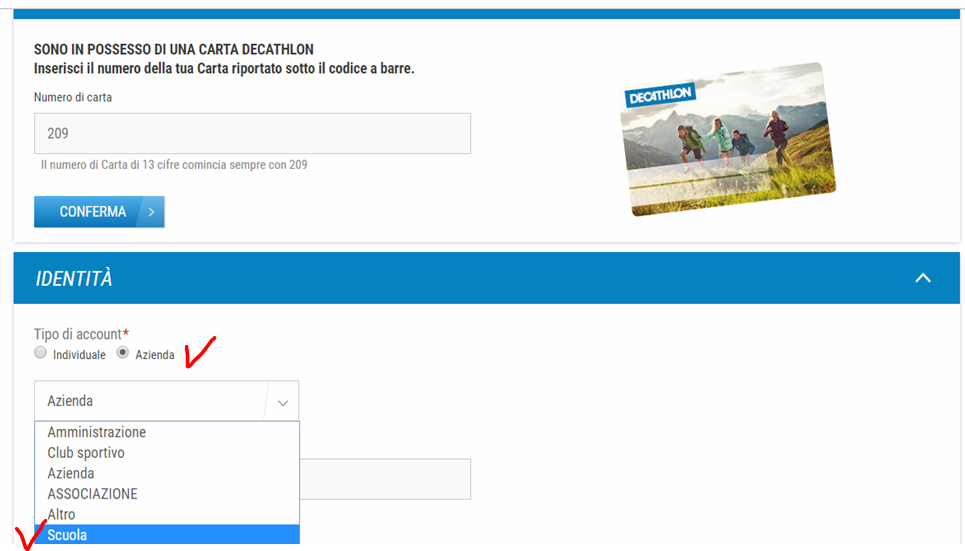 SONO IN POSSESSO DI UNA CARTA DECATHLON
Inserisci il numero della tua Carta riportato sotto il codice a barre.
Numero di carta
209
Il numero di Carta di 13 cifre comincia sempre con 209
CONFERMA
DECATHLON
IDENTITÀ
Tipo di account*
Individuale Azienda
Azienda
Amministrazione
Club sportivo
Azienda
ASSOCIAZIONE
Altro
Scuola